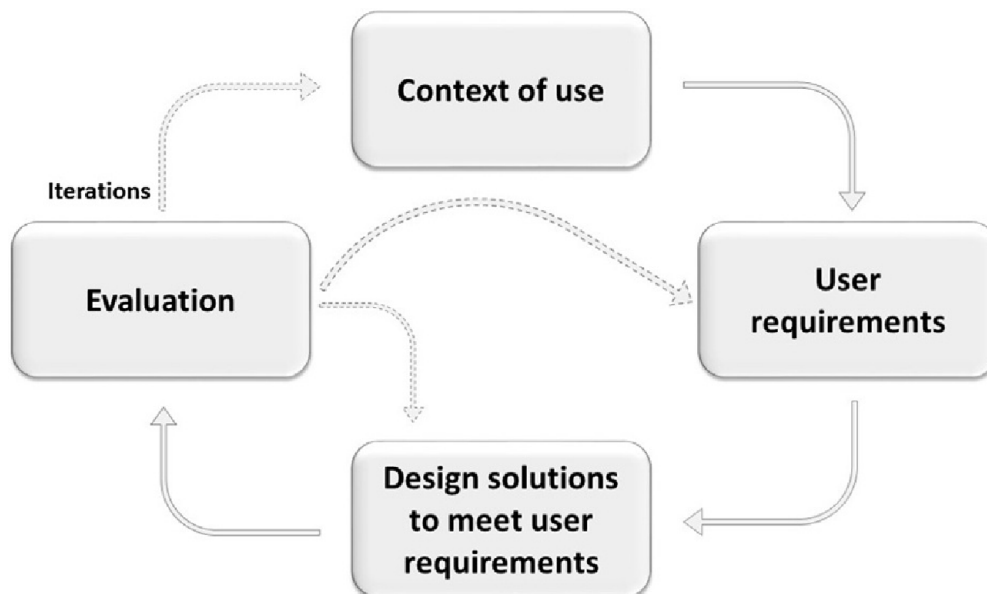 Context of use
Iterations
Evaluation
User
requirements
Design solutions
to meet user
requirements